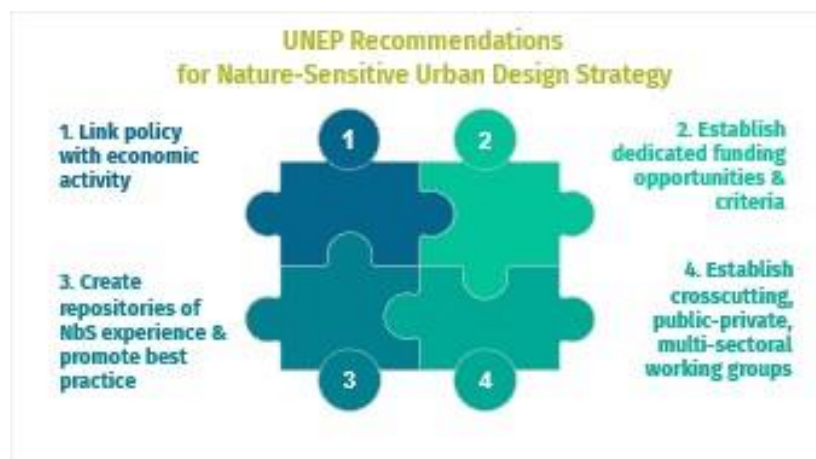 UNEP Recommendations
for Nature-Sensitive Urban Design Strategy
1. Link policy
with economic
activity
1
2
2. Establish
dedicated funding
opportunities &
criteria
3. Create
repositories of
NbS experience &
promote best
practice
3
4
4. Establish
crosscutting,
public-private,
multi-sectoral
working groups